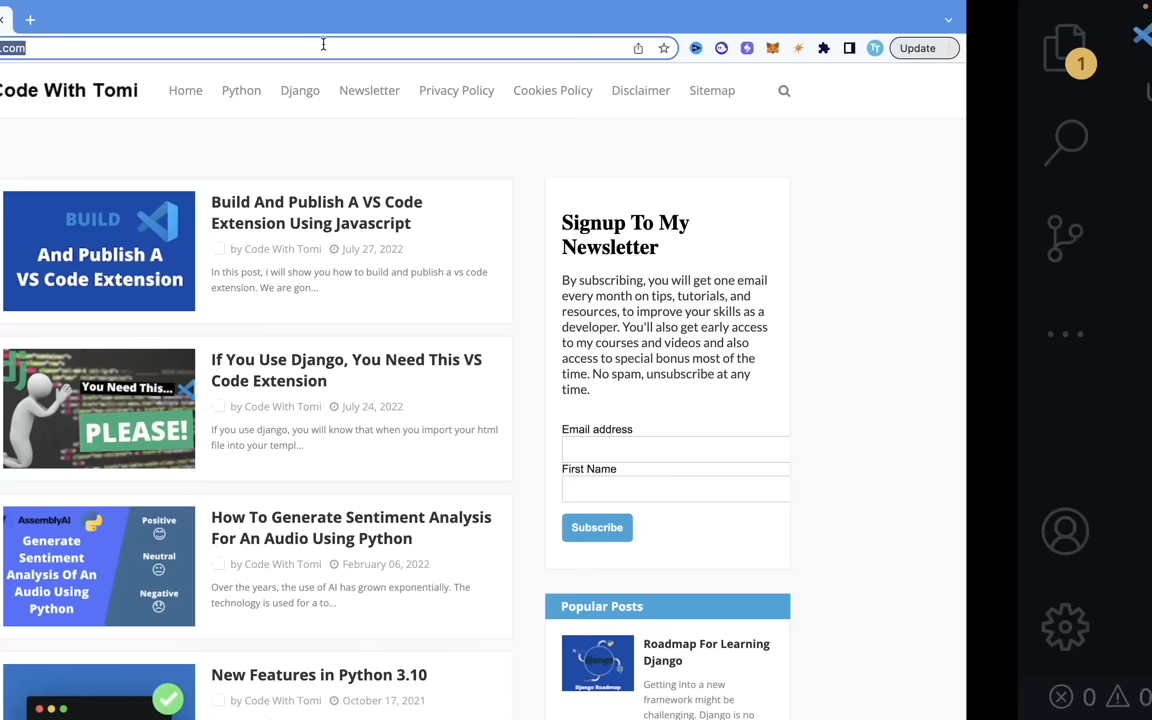 .com
Update
1
Code With Tomi
Home
Python
Django
Newsletter
Privacy Policy
Cookies Policy
Disclaimer
Sitemap
BUILD
And Publish A
VS Code Extension
Build And Publish A VS Code
Extension Using Javascript
by Code With Tomi
July 27, 2022
In this post, i will show you how to build and publish a vs code
extension. We are gon...
You Need This...
PLEASE!
If You Use Django, You Need This VS
Code Extension
by Code With Tomi
July 24, 2022
If you use django, you will know that when you import your html
file into your templ...
AssemblyAI
Generate
Sentiment
Analysis Of An
Audio Using
Python
Positive
Neutral
Negative
How To Generate Sentiment Analysis
For An Audio Using Python
by Code With Tomi
February 06, 2022
Over the years, the use of AI has grown exponentially. The
technology is used for a to...
New Features in Python 3.10
by Code With Tomi
October 17, 2021
Signup To My
Newsletter
By subscribing, you will get one email
every month on tips, tutorials, and
resources, to improve your skills as a
developer. You'll also get early access
to my courses and videos and also
access to special bonus most of the
time. No spam, unsubscribe at any
time.
Email address
First Name
Subscribe
Popular Posts
Django
Django Roadmap
Roadmap For Learning
Django
Getting into a new
framework might be
challenging. Django is no
0
0